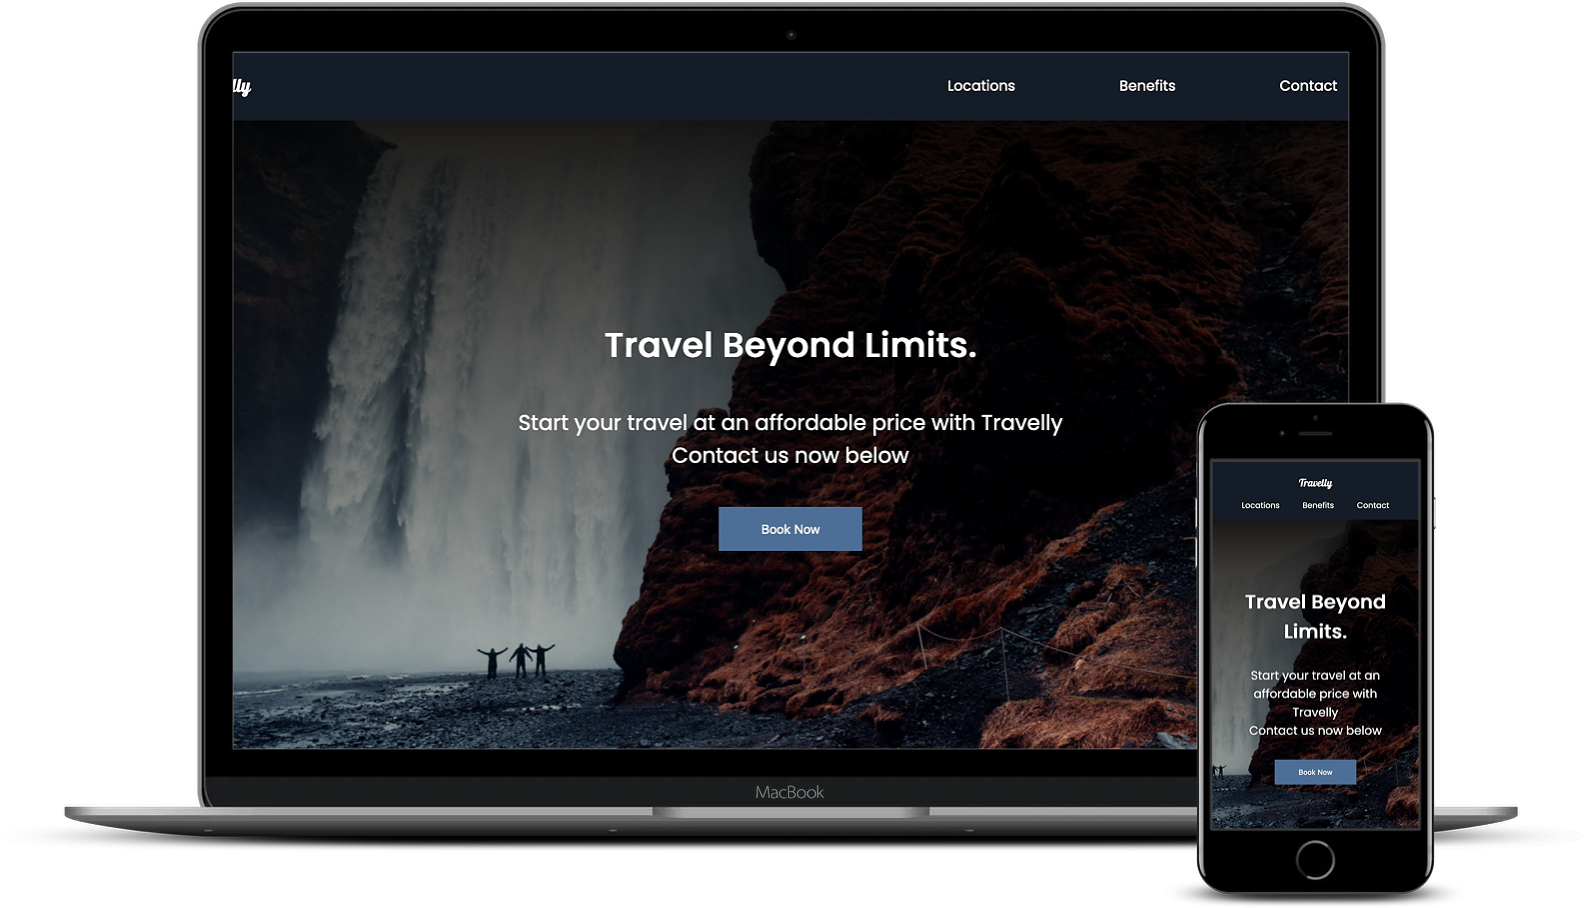 lly
Locations Benefits Contact
Travel Beyond Limits.
Start your travel at an affordable price with Travelly
Contact us now below
Book Now
MacBook
Travelly
Locations Benefits Contact
Travel Beyond
Limits.
Start your travel at an
affordable price with
Travelly
Contact us now below
Book Now